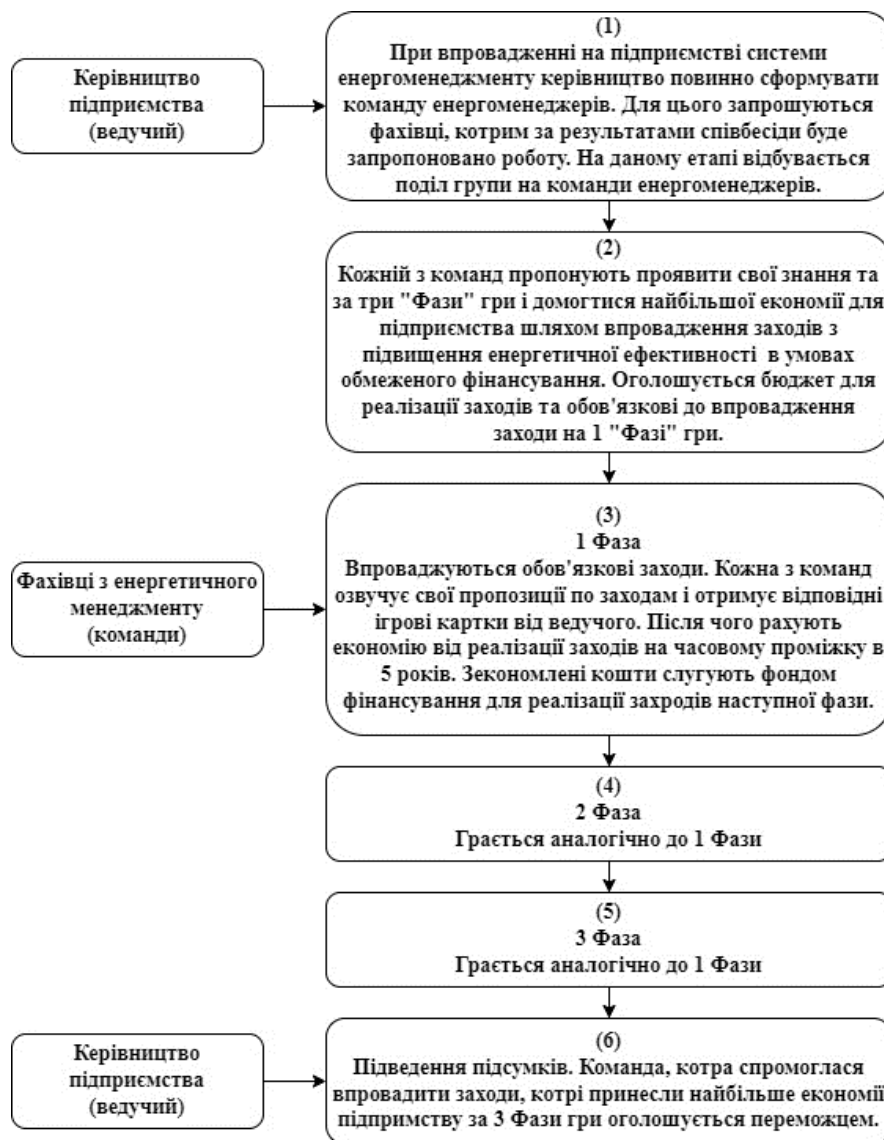 (1)
При впровадженні на підприємстві системи
енергоменеджменту керівництво повинно сформувати
команду енергоменеджерів. Для цього запрошуються
фахівці, котрим за результатами співбесіди буде
запропоновано роботу. На даному етапі відбувається
поділ групи на команди енергоменеджерів.
Керівництво
підприємства
(ведучий)
(2)
Кожній з команд пропонують проявити свої знання та
за три "Фази" гри і домогтися найбільшої економії для
підприємства шляхом впровадження заходів з
підвищення енергетичної ефективності в умовах
обмеженого фінансування. Оголошується бюджет для
реалізації заходів та обов'язкові до впровадження
заходи на 1 "Фазі" гри.
(3)
1 Фаза
Впроваджуються обов'язкові заходи. Кожна з команд
озвучує свої пропозиції по заходам і отримує відповідні
ігрові картки від ведучого. Після чого рахують
економію від реалізації заходів на часовому проміжку в
5 років. Зекономлені кошти слугують фондом
фінансування для реалізації захродів наступної фази.
Фахівці з енергетичного
менеджменту
(команди)
(4)
2 Фаза
Грається аналогічно до 1 Фази
(5)
3 Фаза
Грається аналогічно до 1 Фази
(6)
Підведення підсумків. Команда, котра спромоглася
впровадити заходи, котрі принесли найбільше економії
підпримству за 3 Фази гри оголошується переможцем.
Керівництво
підприємства
(ведучий)